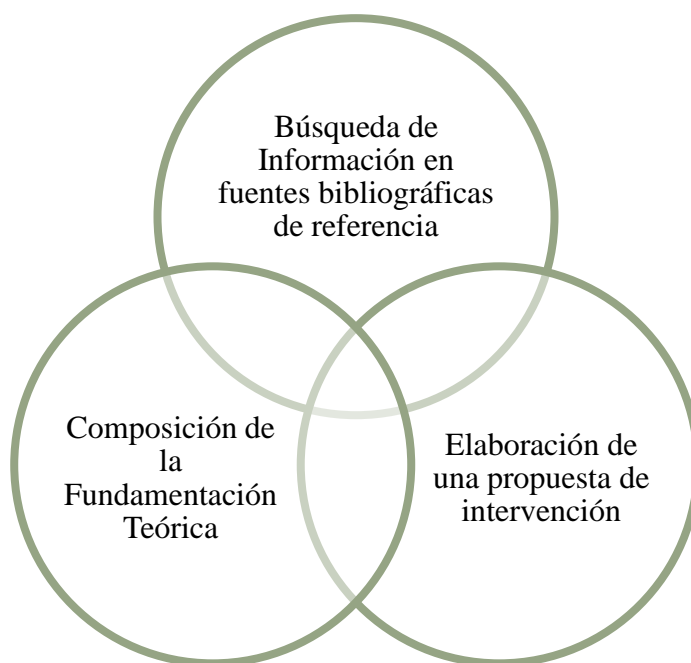 Búsqueda de
Información en
fuentes bibliográficas
de referencia
Composición de
la
Fundamentación
Teórica
Elaboración de
una propuesta de
intervención